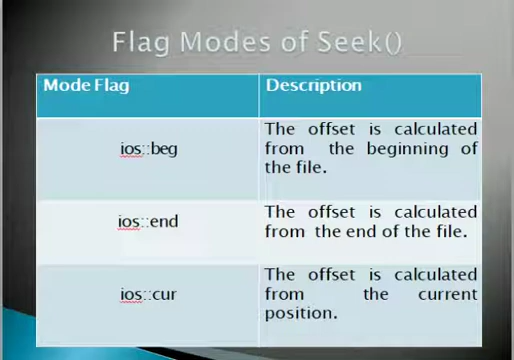 Flag Modes of Seek()
Mode Flag
Description
ios::beg
The offset is calculated
from the beginning of
the file.
ios::end
The offset is calculated
from the end of the file.
ios::cur
The offset is calculated
from the current
position.